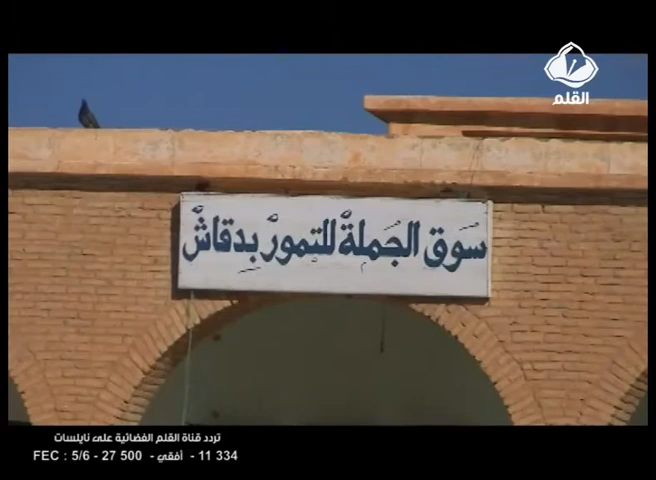 القلم
سوق الجملة للتمور بدقاش
تردد قناة القلم الفضائية على نايلسات
FEC : 5/6 - 27 500 - أفقي - 11 334